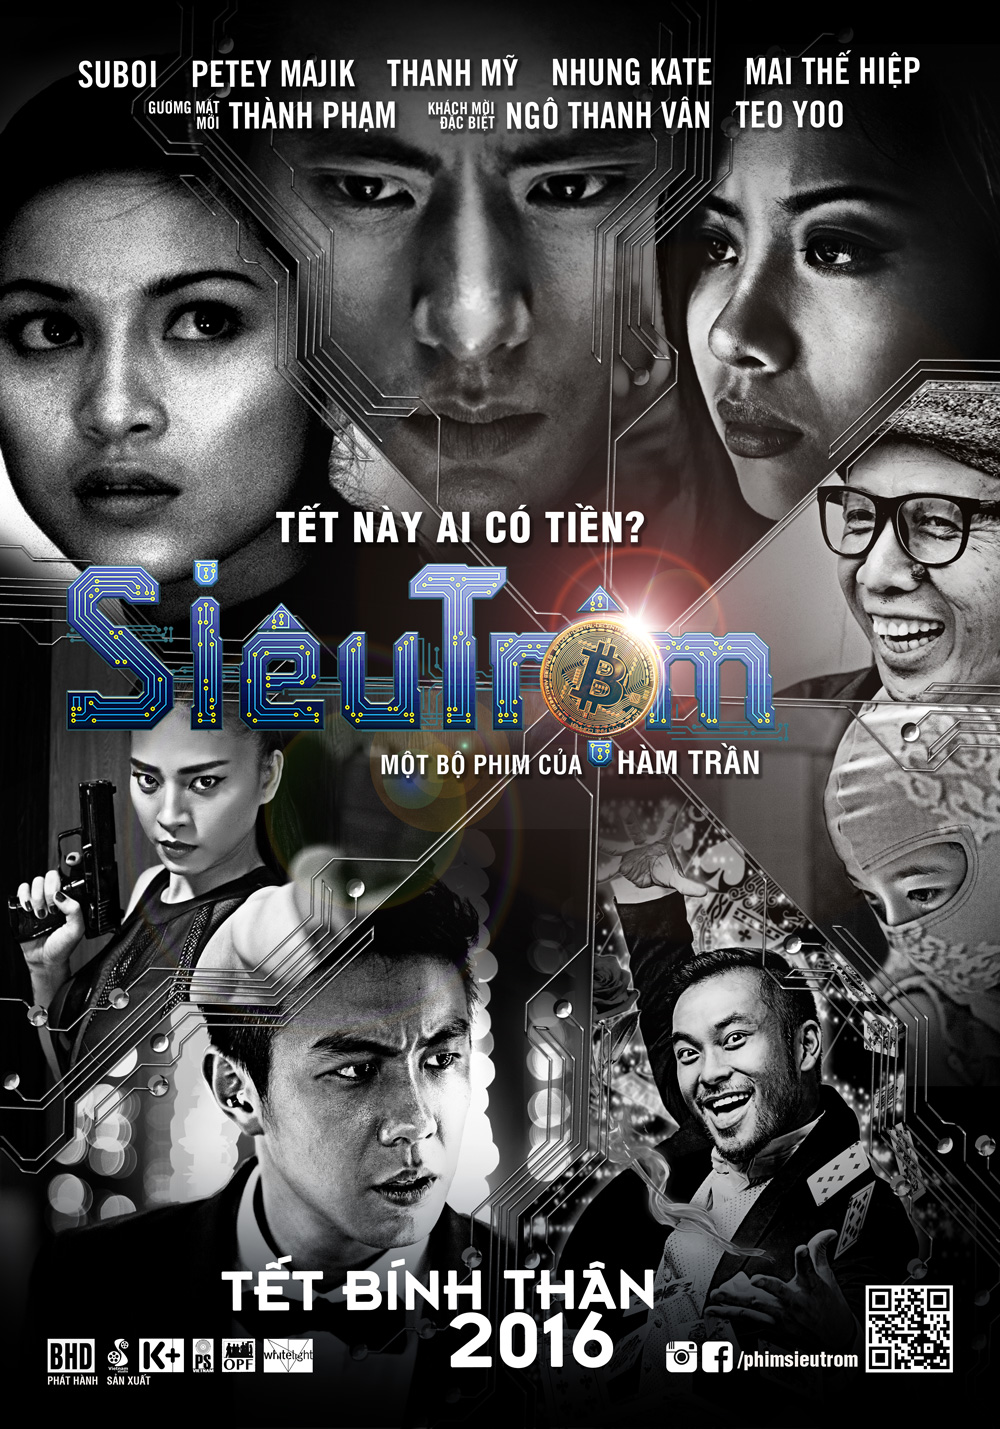 SUBOI PETEY MAJIK THANH MỸ NHUNG KATE MAI THẾ HIỆP
GƯƠNG MẶT MỚI THÀNH PHẠM KHÁCH MỜI ĐẶC BIỆT NGÔ THANH VÂN TEO YOO
TẾT NÀY AI CÓ TIỀN?
SiêuTrộm
MỘT BỘ PHIM CỦA HÀM TRẦN
TẾT BÍNH THÂN
2016
BHD K+ PS OPF whitelight
PHÁT HÀNH SẢN XUẤT
/phimsieutrom